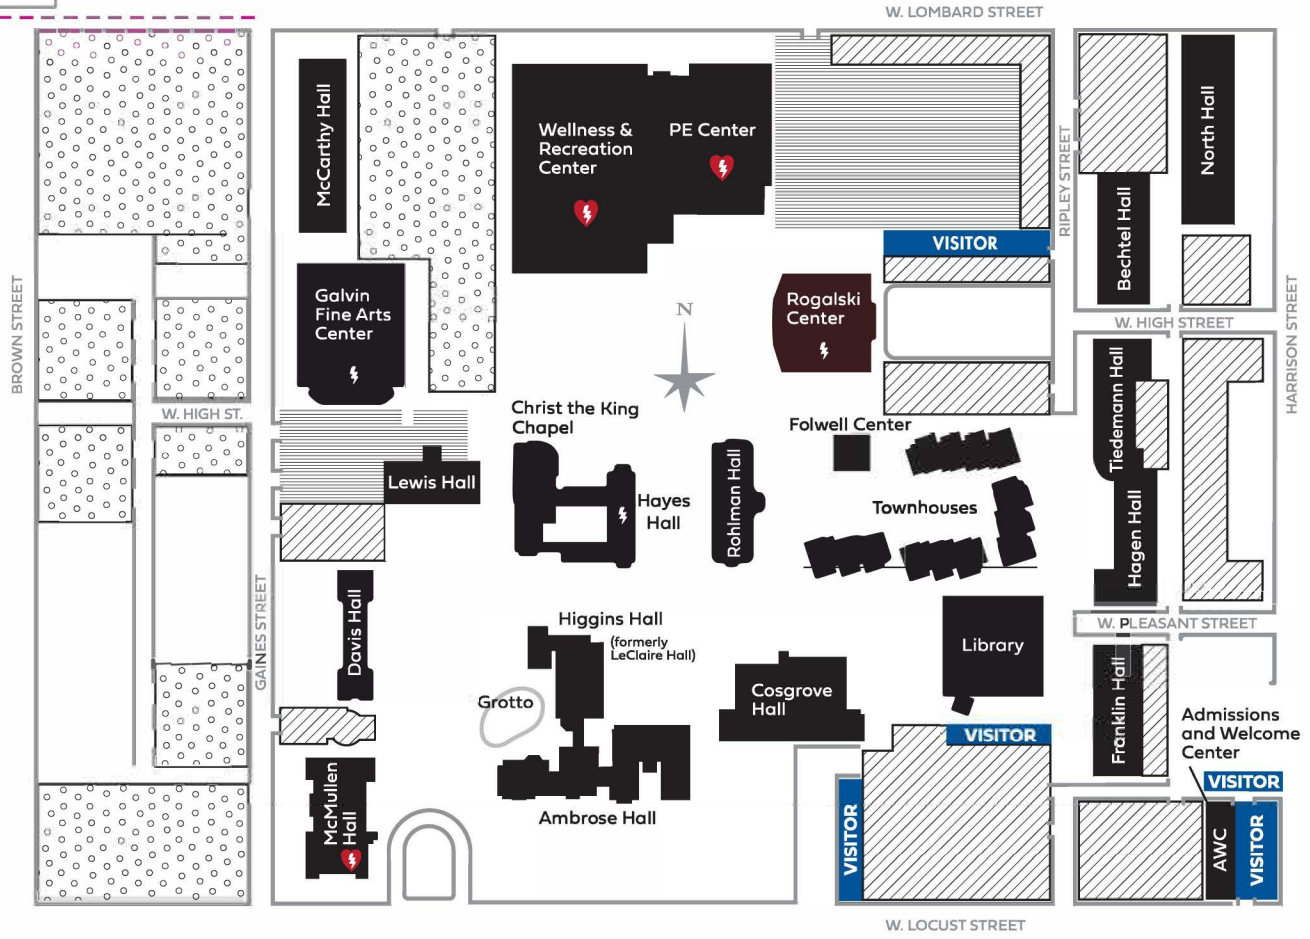 W. LOMBARD STREET
McCarthy Hall
Wellness &
Recreation
Center
PE Center
RIPLEY STREET
North Hall
Bechtel Hall
VISITOR
BROWN STREET
Galvin
Fine Arts
Center
N
Rogalski
Center
W. HIGH STREET
HARRISON STREET
W. HIGH ST.
Christ the King
Chapel
Folwell Center
Tiedemann Hall
Lewis Hall
Hayes
Hall
Rohlman Hall
Townhouses
Hagen Hall
GAINES STREET
Davis Hall
Higgins Hall
(formerly
LeClaire Hall)
Library
W. PLEASANT STREET
Grotto
Cosgrove
Hall
Franklin Hall
Admissions
and Welcome
Center
VISITOR
VISITOR
McMullen
Hall
Ambrose Hall
VISITOR
AWC
VISITOR
W. LOCUST STREET